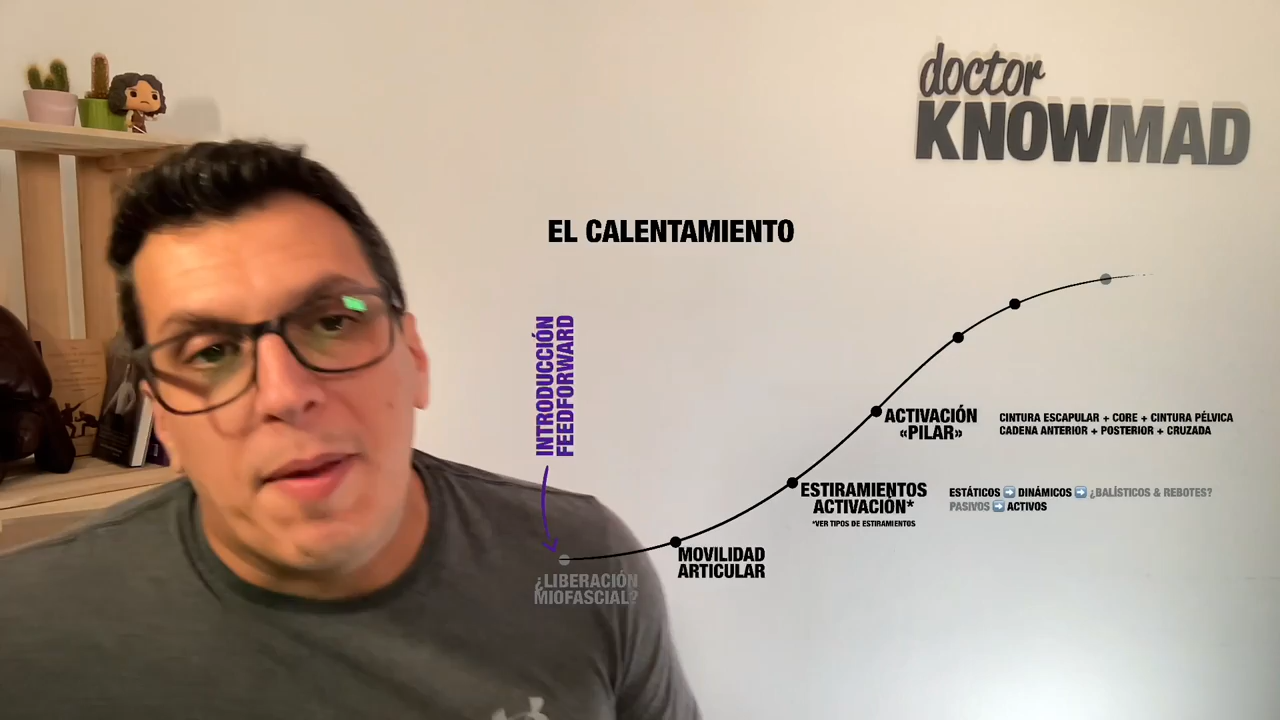 doctor
KNOWMAD
EL CALENTAMIENTO
INTRODUCCIÓN
FEEDFORWARD
ACTIVACIÓN
«PILAR»
CINTURA ESCAPULAR + CORE + CINTURA PÉLVICA
CADENA ANTERIOR + POSTERIOR + CRUZADA
ESTIRAMIENTOS
ACTIVACIÓN*
*VER TIPOS DE ESTIRAMIENTOS
ESTÁTICOS ➡ DINÁMICOS ➡ ¿BALÍSTICOS & REBOTES?
PASIVOS ➡ ACTIVOS
MOVILIDAD
ARTICULAR
¿LIBERACIÓN
MIOFASCIAL?